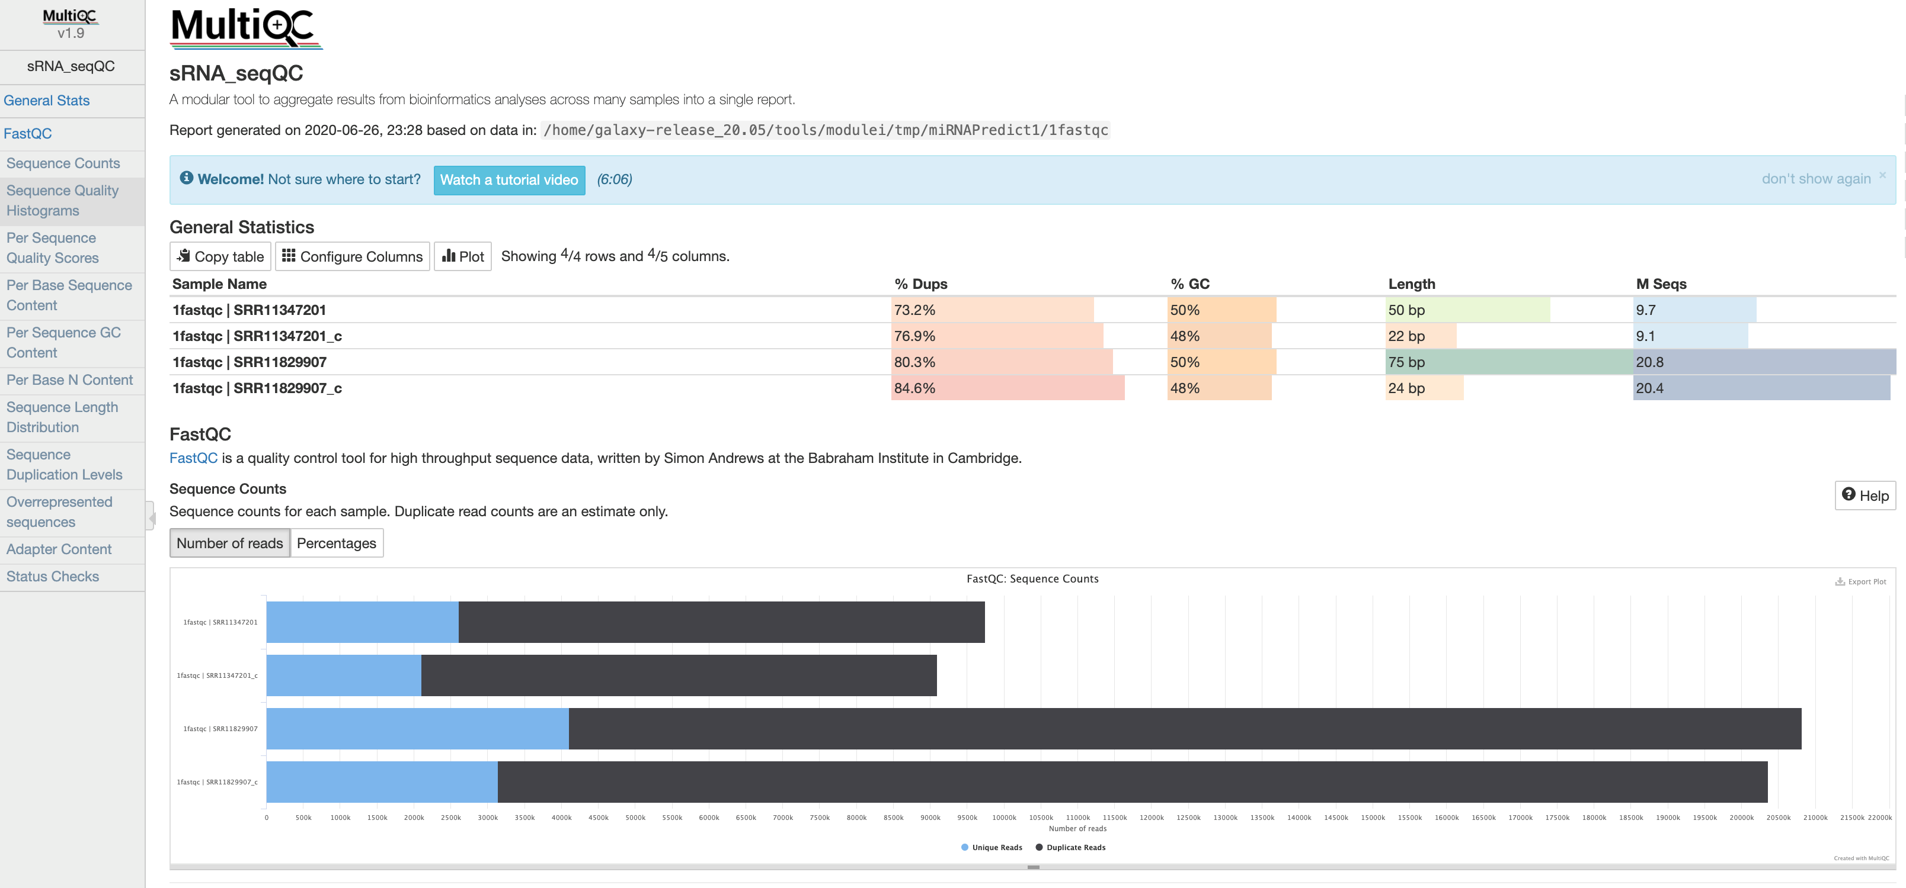 MultiQC
v1.9
sRNA_seqQC
General Stats
FastQC
Sequence Counts
Sequence Quality
Histograms
Per Sequence
Quality Scores
Per Base Sequence
Content
Per Sequence GC
Content
Per Base N Content
Sequence Length
Distribution
Sequence
Duplication Levels
Overrepresented
sequences
Adapter Content
Status Checks
MultiQC
sRNA_seqQC
A modular tool to aggregate results from bioinformatics analyses across many samples into a single report.
Report generated on 2020-06-26, 23:28 based on data in: /home/galaxy-release_20.05/tools/modulei/tmp/miRNAPredict1/1fastqc
Welcome! Not sure where to start? Watch a tutorial video (6:06) don't show again ×
General Statistics
Copy table Configure Columns Plot Showing 4/4 rows and 4/5 columns.
Sample Name % Dups % GC Length M Seqs
1fastqc | SRR11347201 73.2% 50% 50 bp 9.7
1fastqc | SRR11347201_c 76.9% 48% 22 bp 9.1
1fastqc | SRR11829907 80.3% 50% 75 bp 20.8
1fastqc | SRR11829907_c 84.6% 48% 24 bp 20.4
FastQC
FastQC is a quality control tool for high throughput sequence data, written by Simon Andrews at the Babraham Institute in Cambridge.
Sequence Counts
Help
Sequence counts for each sample. Duplicate read counts are an estimate only.
Number of reads Percentages
FastQC: Sequence Counts
Export Plot
1fastqc | SRR11347201
1fastqc | SRR11347201_c
1fastqc | SRR11829907
1fastqc | SRR11829907_c
0 500k 1000k 1500k 2000k 2500k 3000k 3500k 4000k 4500k 5000k 5500k 6000k 6500k 7000k 7500k 8000k 8500k 9000k 9500k 10000k 10500k 11000k 11500k 12000k 12500k 13000k 13500k 14000k 14500k 15000k 15500k 16000k 16500k 17000k 17500k 18000k 18500k 19000k 19500k 20000k 20500k 21000k 21500k 22000k
Number of reads
Unique Reads Duplicate Reads
Created with MultiQC